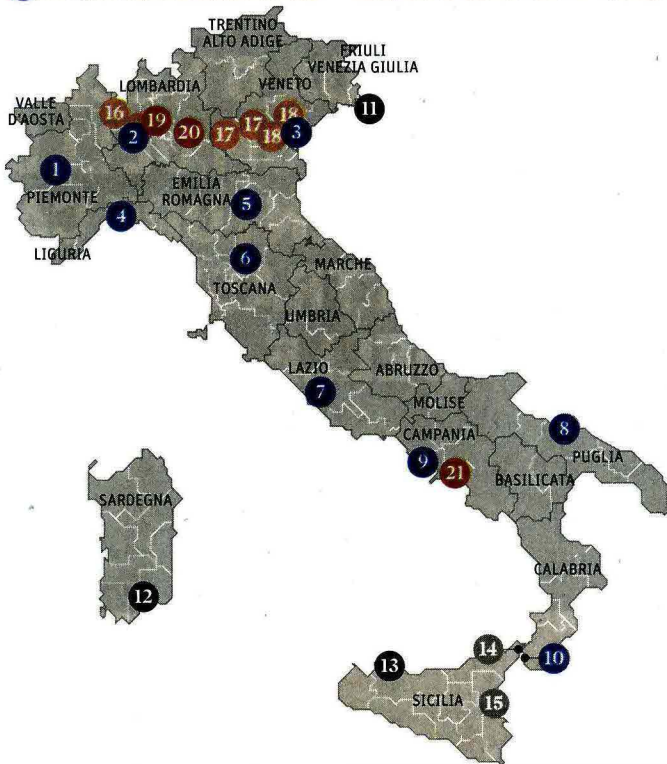 TRENTINO
ALTO ADIGE
FRIULI
VENEZIA GIULIA
LOMBARDIA
VENETO
VALLE
D'AOSTA
11
16
19
18
2
20
17
17
18
3
1
EMILIA
ROMAGNA
PIEMONTE
5
4
LIGURIA
6
MARCHE
TOSCANA
UMBRIA
LAZIO
ABRUZZO
7
MOLISE
8
CAMPANIA
PUGLIA
9
21
BASILICATA
SARDEGNA
CALABRIA
12
14
10
13
SICILIA
15